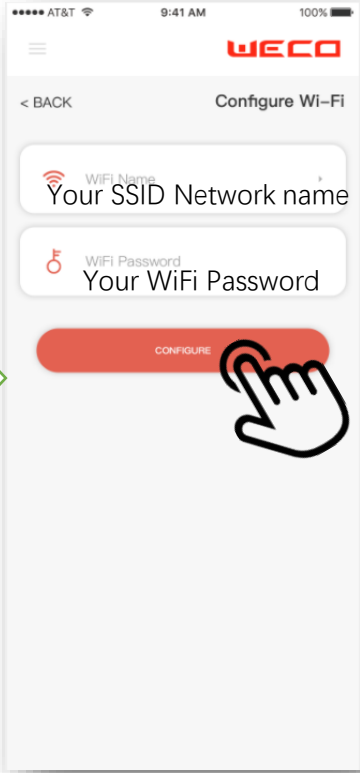 AT&T 9:41 AM 100%
WECO
< BACK Configure Wi-Fi
WiFi Name
Your SSID Network name
WiFi Password
Your WiFi Password
CONFIGURE